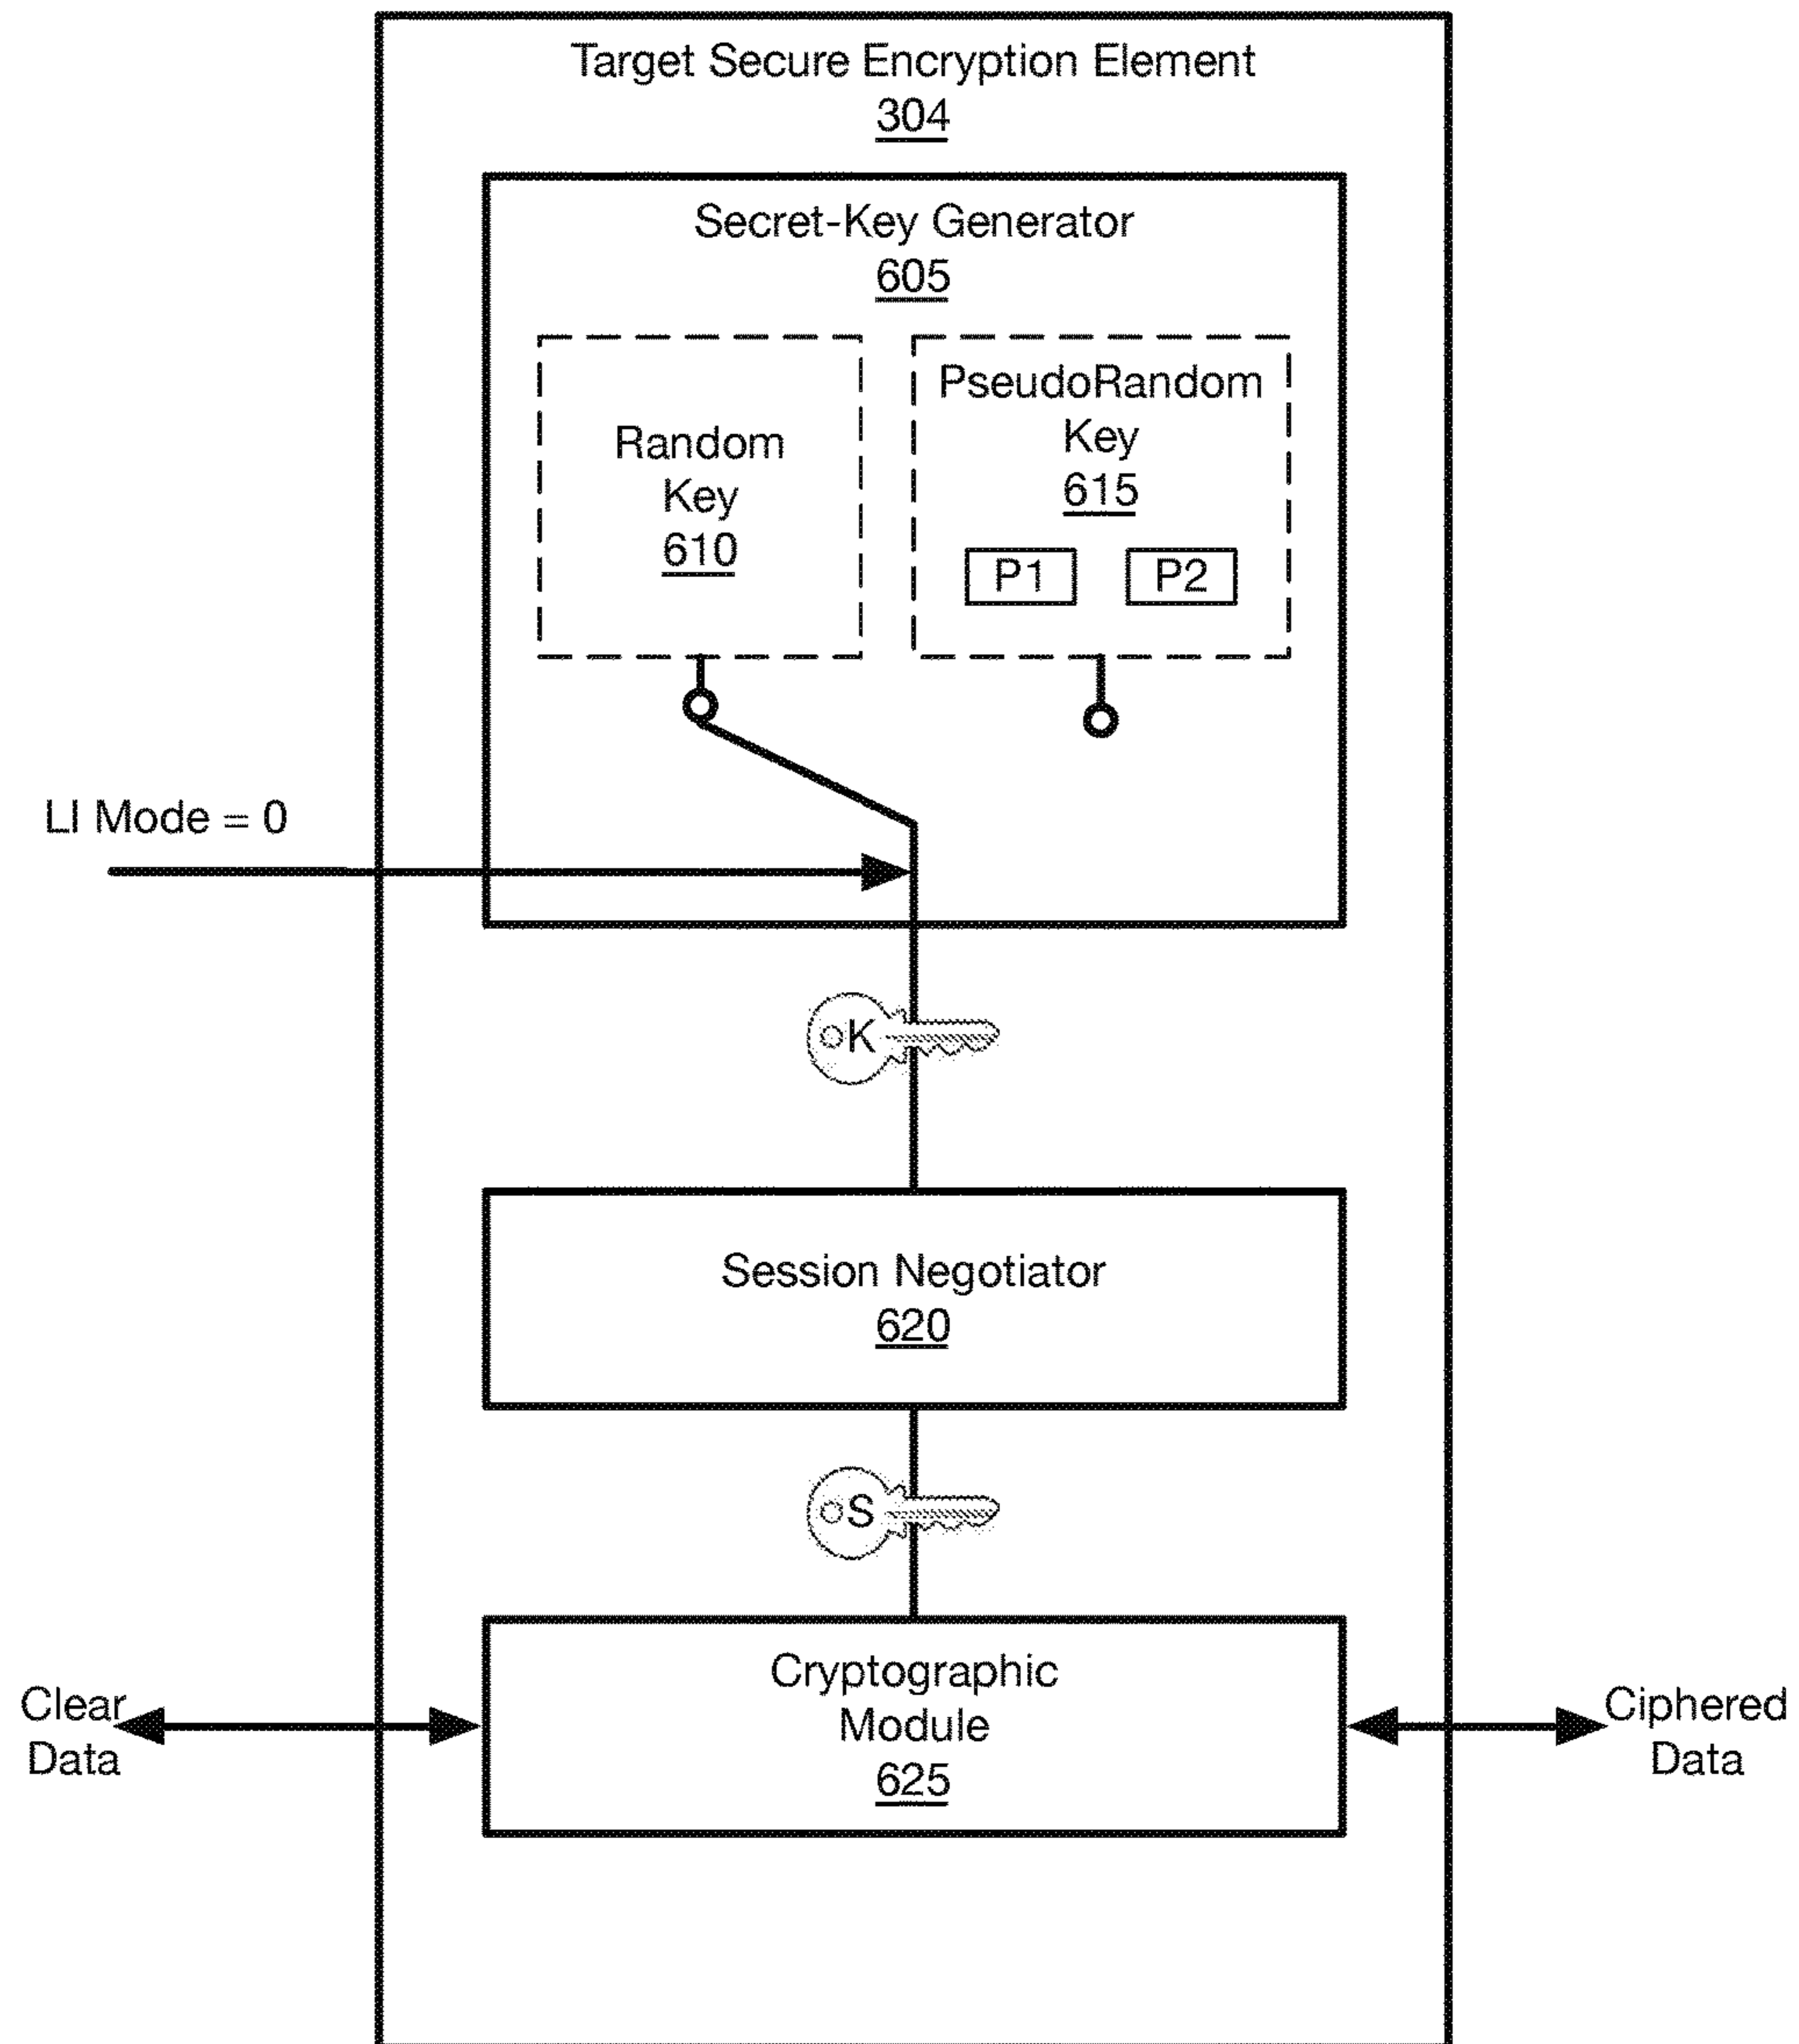 Target Secure Encryption Element
304
Secret-Key Generator
605
Random
Key
610
PseudoRandom
Key
615
P1
P2
LI Mode = 0
K
Session Negotiator
620
S
Clear
Data
Cryptographic
Module
625
Ciphered
Data